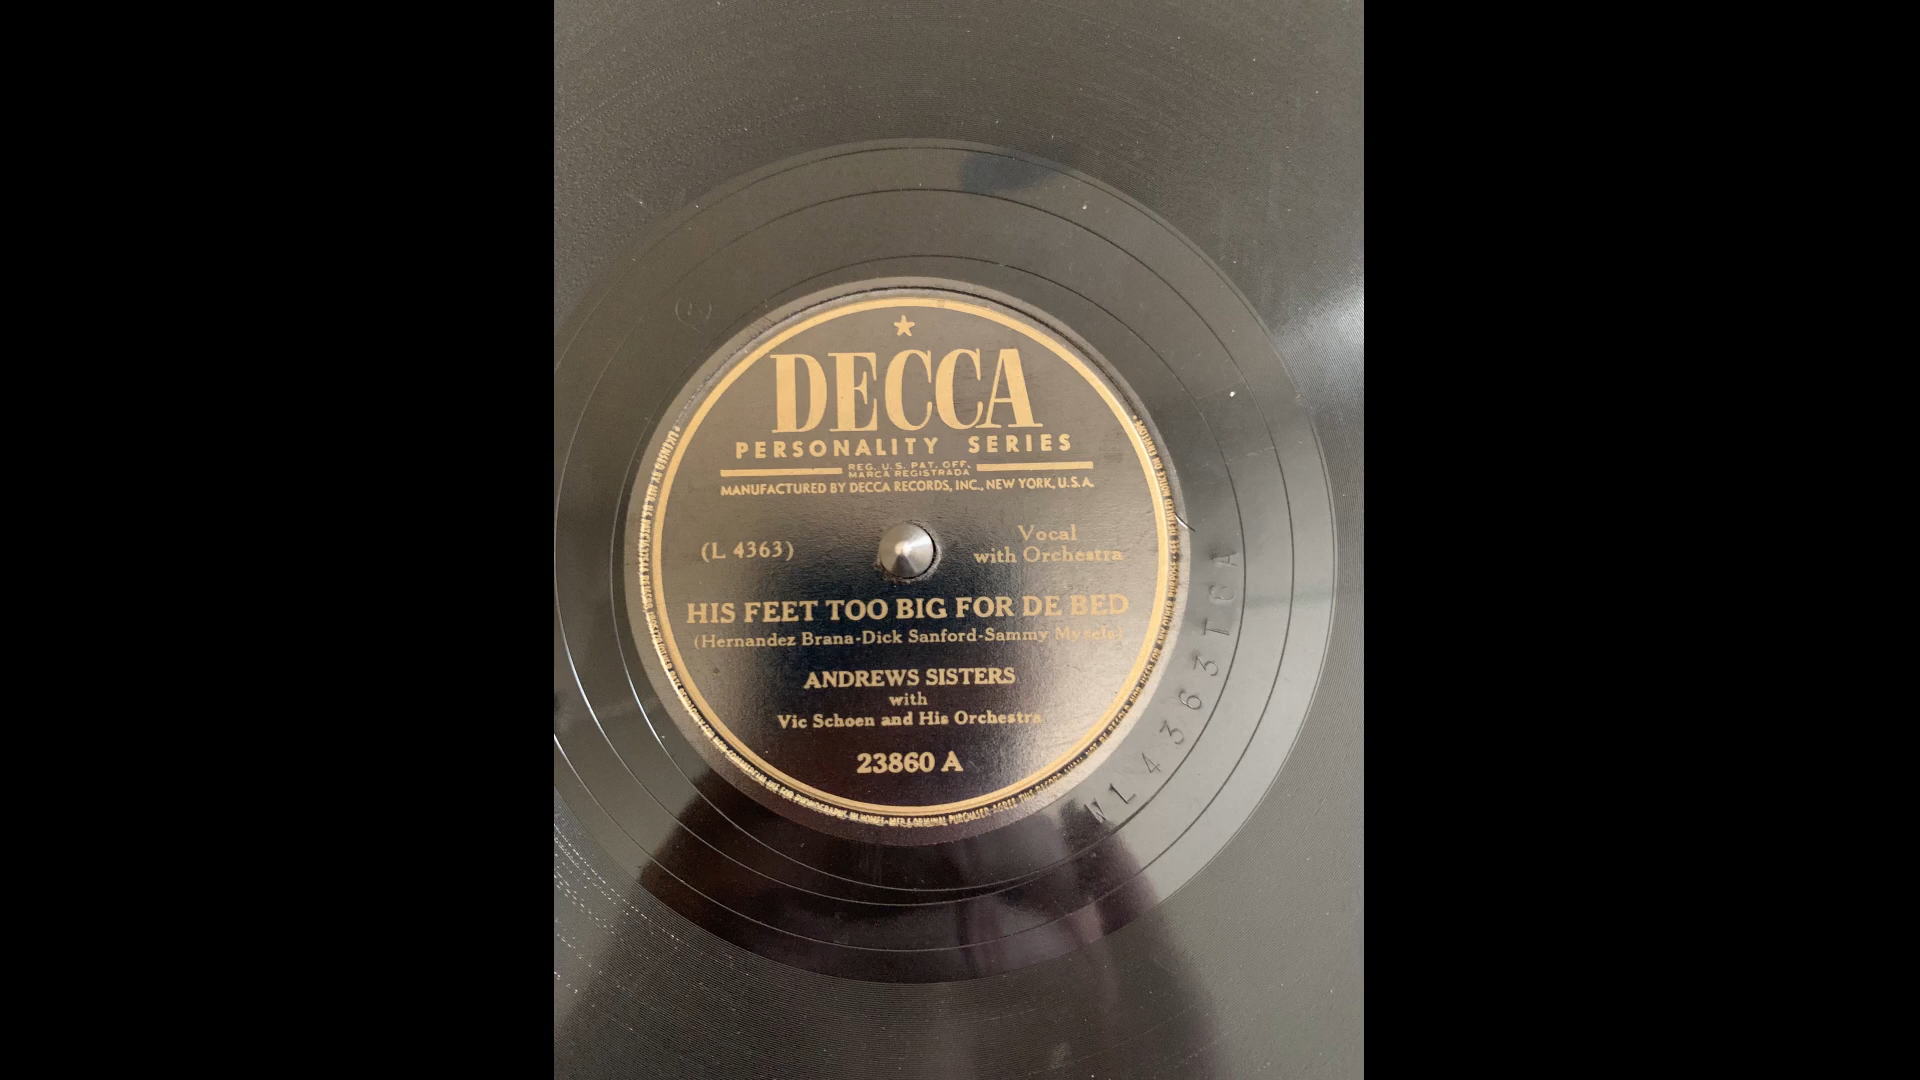 DECCA
PERSONALITY SERIES
REG. U.S. PAT. OFF.
MARCA REGISTRADA
MANUFACTURED BY DECCA RECORDS, INC., NEW YORK, U.S.A.
(L 4363)
Vocal
with Orchestra
HIS FEET TOO BIG FOR DE BED
(Hernandez Brana-Dick Sanford-Sammy Mysels)
ANDREWS SISTERS
with
Vic Schoen and His Orchestra
23860 A
WL 4363T6A